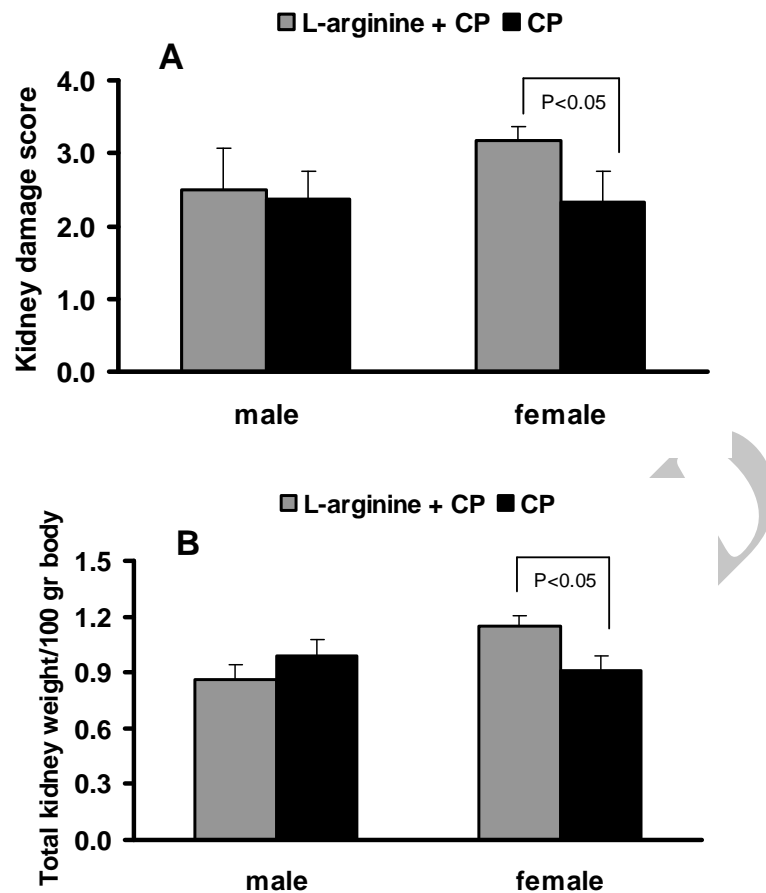 L-arginine + CP CP
A
Kidney damage score
4.0
3.0
2.0
1.0
0.0
P<0.05
male female
L-arginine + CP CP
B
Total kidney weight/100 gr body
1.5
1.2
0.9
0.6
0.3
0.0
P<0.05
male female